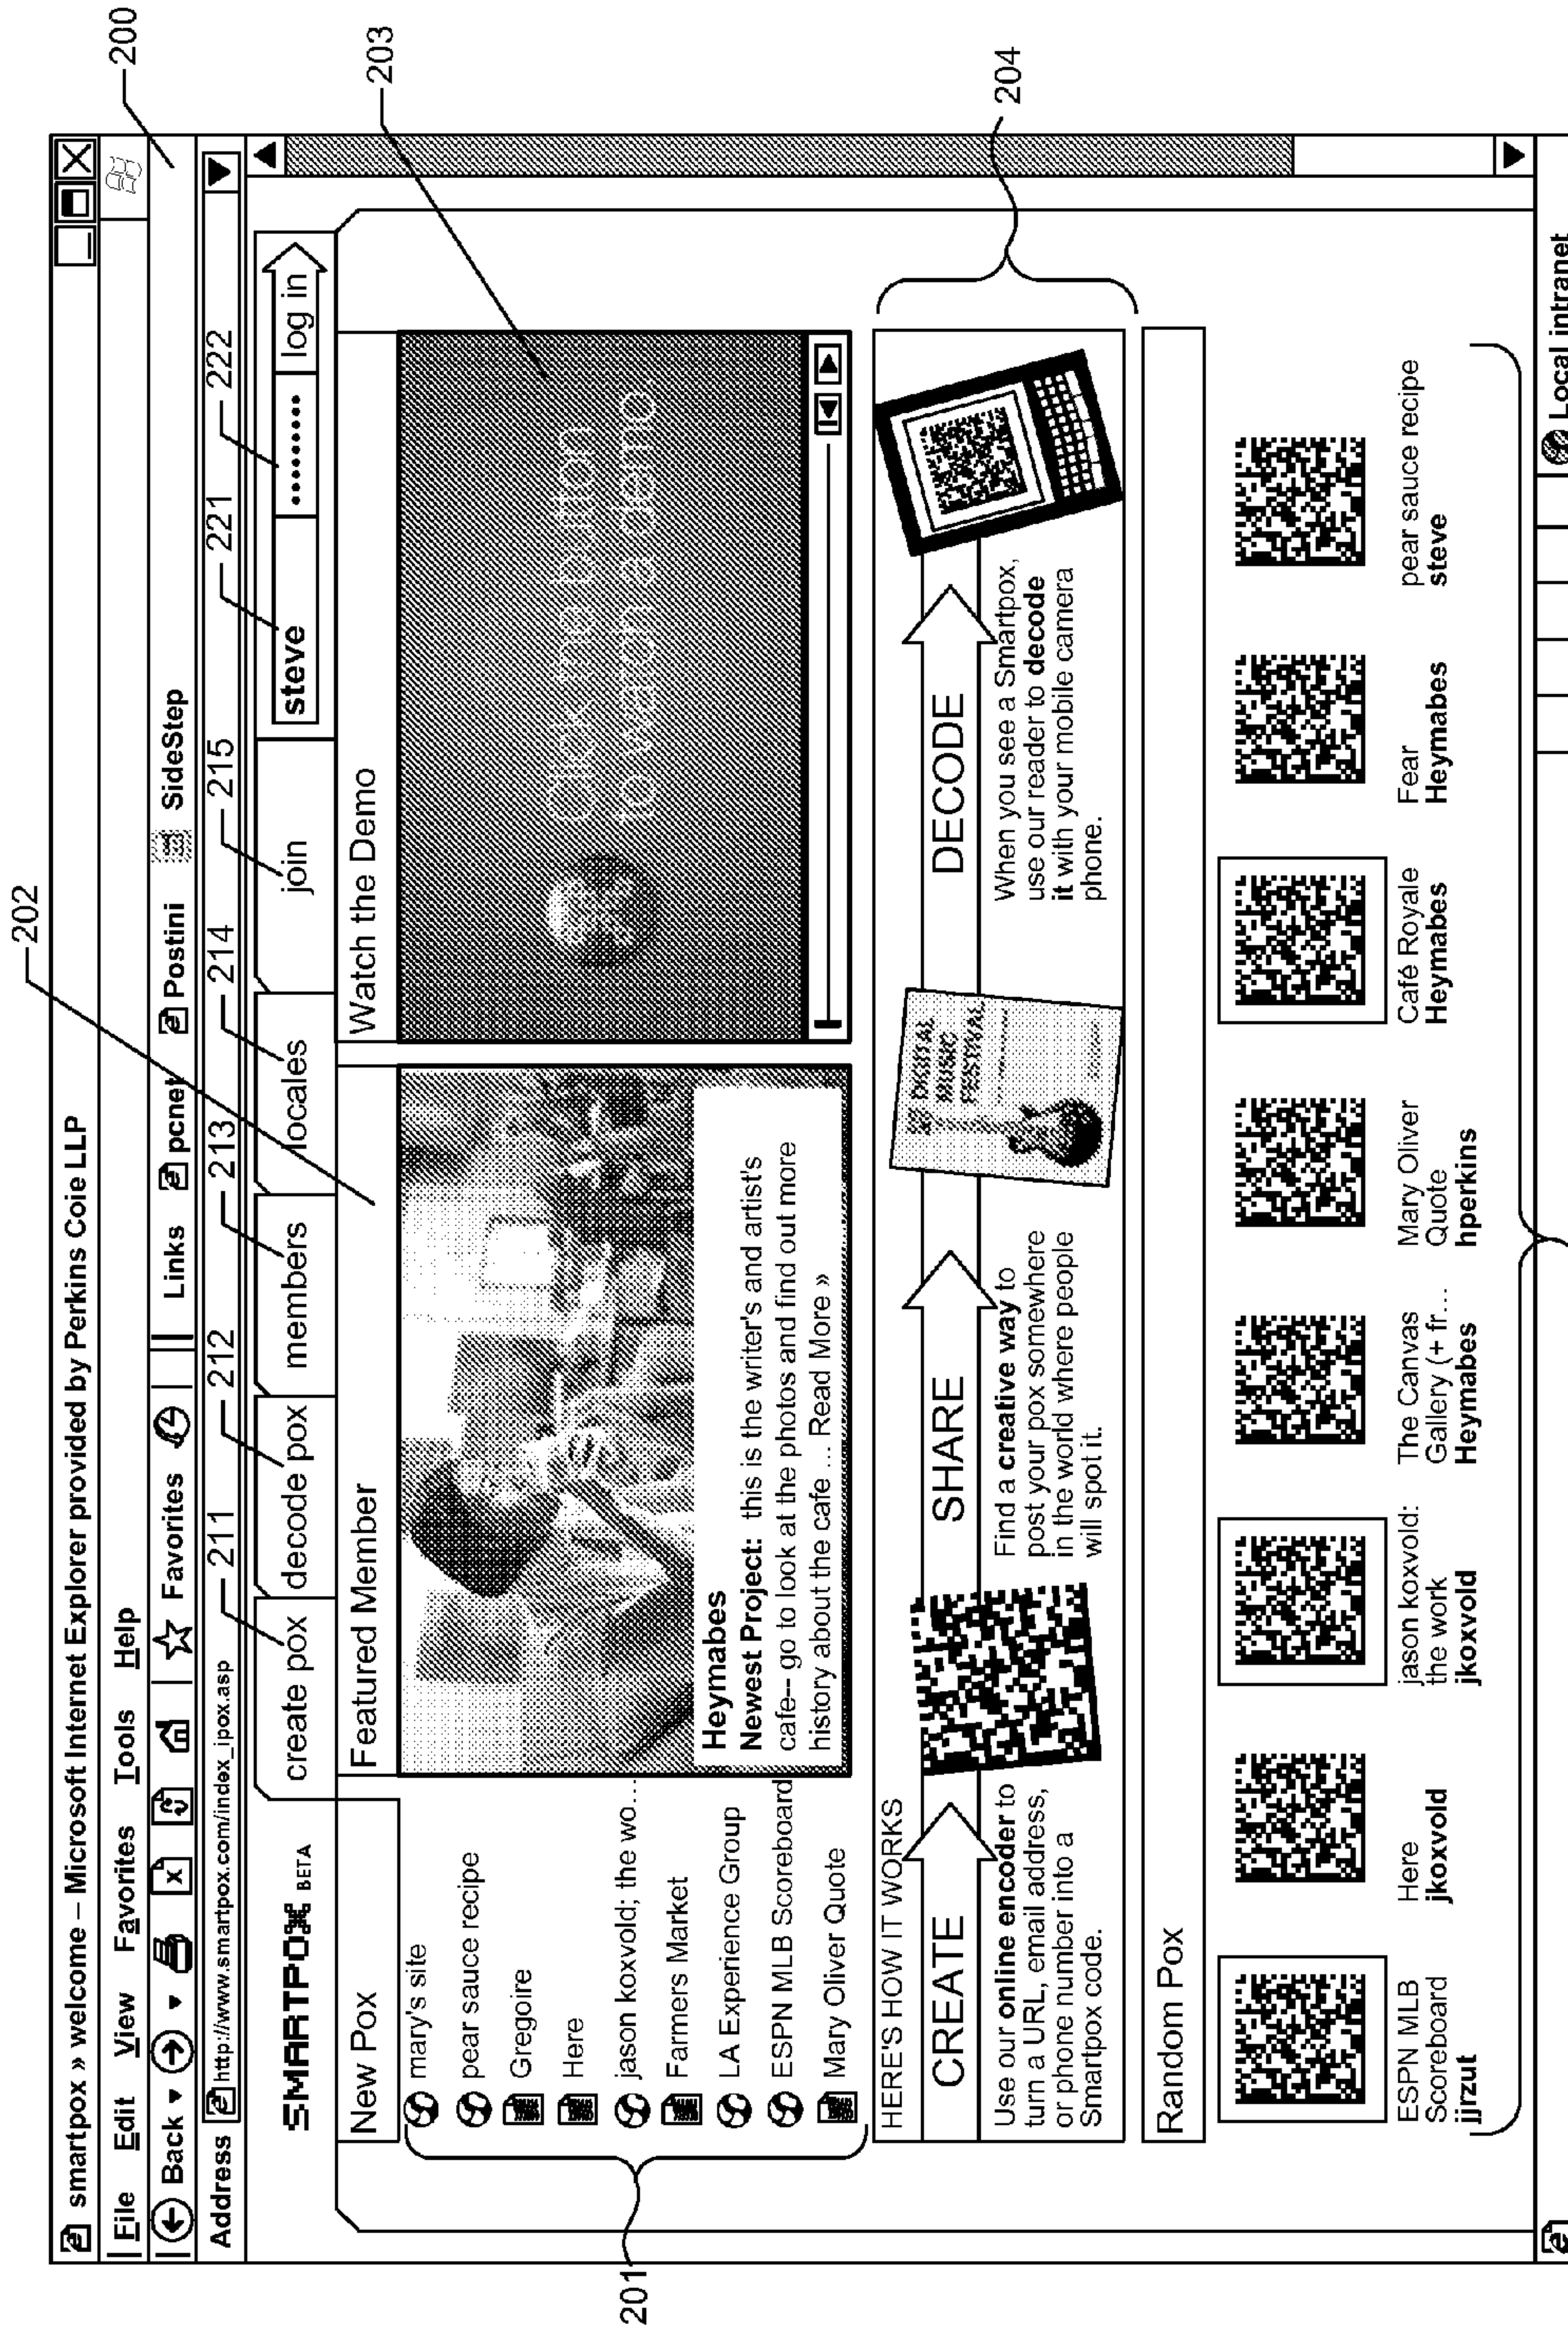 200
202
203
204
201
smartpox » welcome – Microsoft Internet Explorer provided by Perkins Coie LLP
File Edit View Favorites Tools Help
Back Favorites Links pcnet Postini SideStep
Address http://www.smartpox.com/index_ipox.asp
211 212 213 214 215 221 222
SMARTPOX BETA
create pox decode pox members locales join steve •••••••• log in
New Pox
mary's site
pear sauce recipe
Gregoire
Here
jason koxvold; the wo...
Farmers Market
LA Experience Group
ESPN MLB Scoreboard
Mary Oliver Quote
Featured Member
Heymabes
Newest Project: this is the writer's and artist's
cafe-- go to look at the photos and find out more
history about the cafe ... Read More »
Watch the Demo
Click the button
to watch a demo.
HERE'S HOW IT WORKS
CREATE
Use our online encoder to
turn a URL, email address,
or phone number into a
Smartpox code.
SHARE
Find a creative way to
post your pox somewhere
in the world where people
will spot it.
DIGITAL
MUSIC
FESTIVAL
DECODE
When you see a Smartpox,
use our reader to decode
it with your mobile camera
phone.
Random Pox
ESPN MLB
Scoreboard
jjrzut
Here
jkoxvold
jason koxvold:
the work
jkoxvold
The Canvas
Gallery (+ fr...
Heymabes
Mary Oliver
Quote
hperkins
Café Royale
Heymabes
Fear
Heymabes
pear sauce recipe
steve
Local intranet